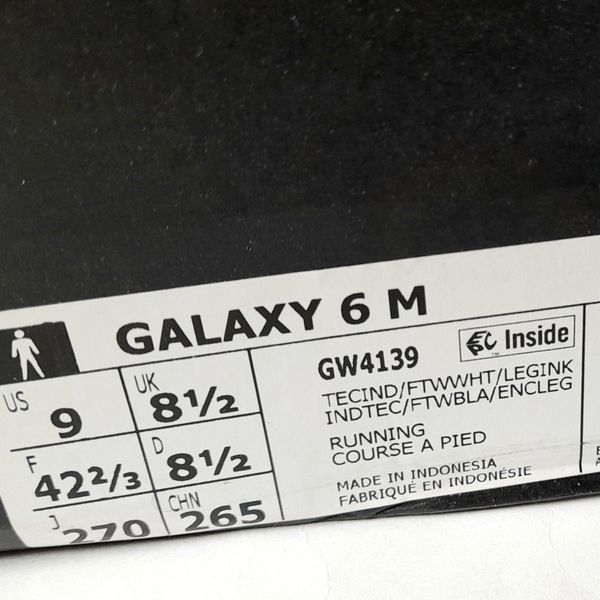 GALAXY 6 M
US 9
UK 8½
F 42⅔
D 8½
J 270
CHN 265
GW4139
Inside
TM
TECIND/FTWWHT/LEGINK
INDTEC/FTWBLA/ENCLEG
RUNNING
COURSE A PIED
MADE IN INDONESIA
FABRIQUÉ EN INDONÉSIE